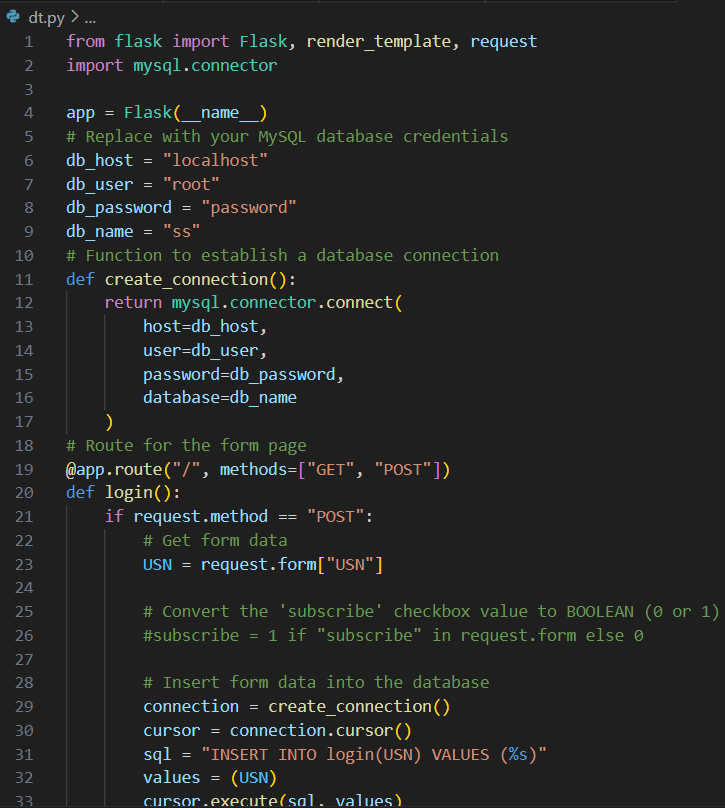 dt.py > ...
1 from flask import Flask, render_template, request
2 import mysql.connector
3
4 app = Flask(__name__)
5 # Replace with your MySQL database credentials
6 db_host = "localhost"
7 db_user = "root"
8 db_password = "password"
9 db_name = "ss"
10 # Function to establish a database connection
11 def create_connection():
12     return mysql.connector.connect(
13         host=db_host,
14         user=db_user,
15         password=db_password,
16         database=db_name
17     )
18 # Route for the form page
19 @app.route("/", methods=["GET", "POST"])
20 def login():
21     if request.method == "POST":
22         # Get form data
23         USN = request.form["USN"]
24
25         # Convert the 'subscribe' checkbox value to BOOLEAN (0 or 1)
26         #subscribe = 1 if "subscribe" in request.form else 0
27
28         # Insert form data into the database
29         connection = create_connection()
30         cursor = connection.cursor()
31         sql = "INSERT INTO login(USN) VALUES (%s)"
32         values = (USN)
33         cursor.execute(sql, values)